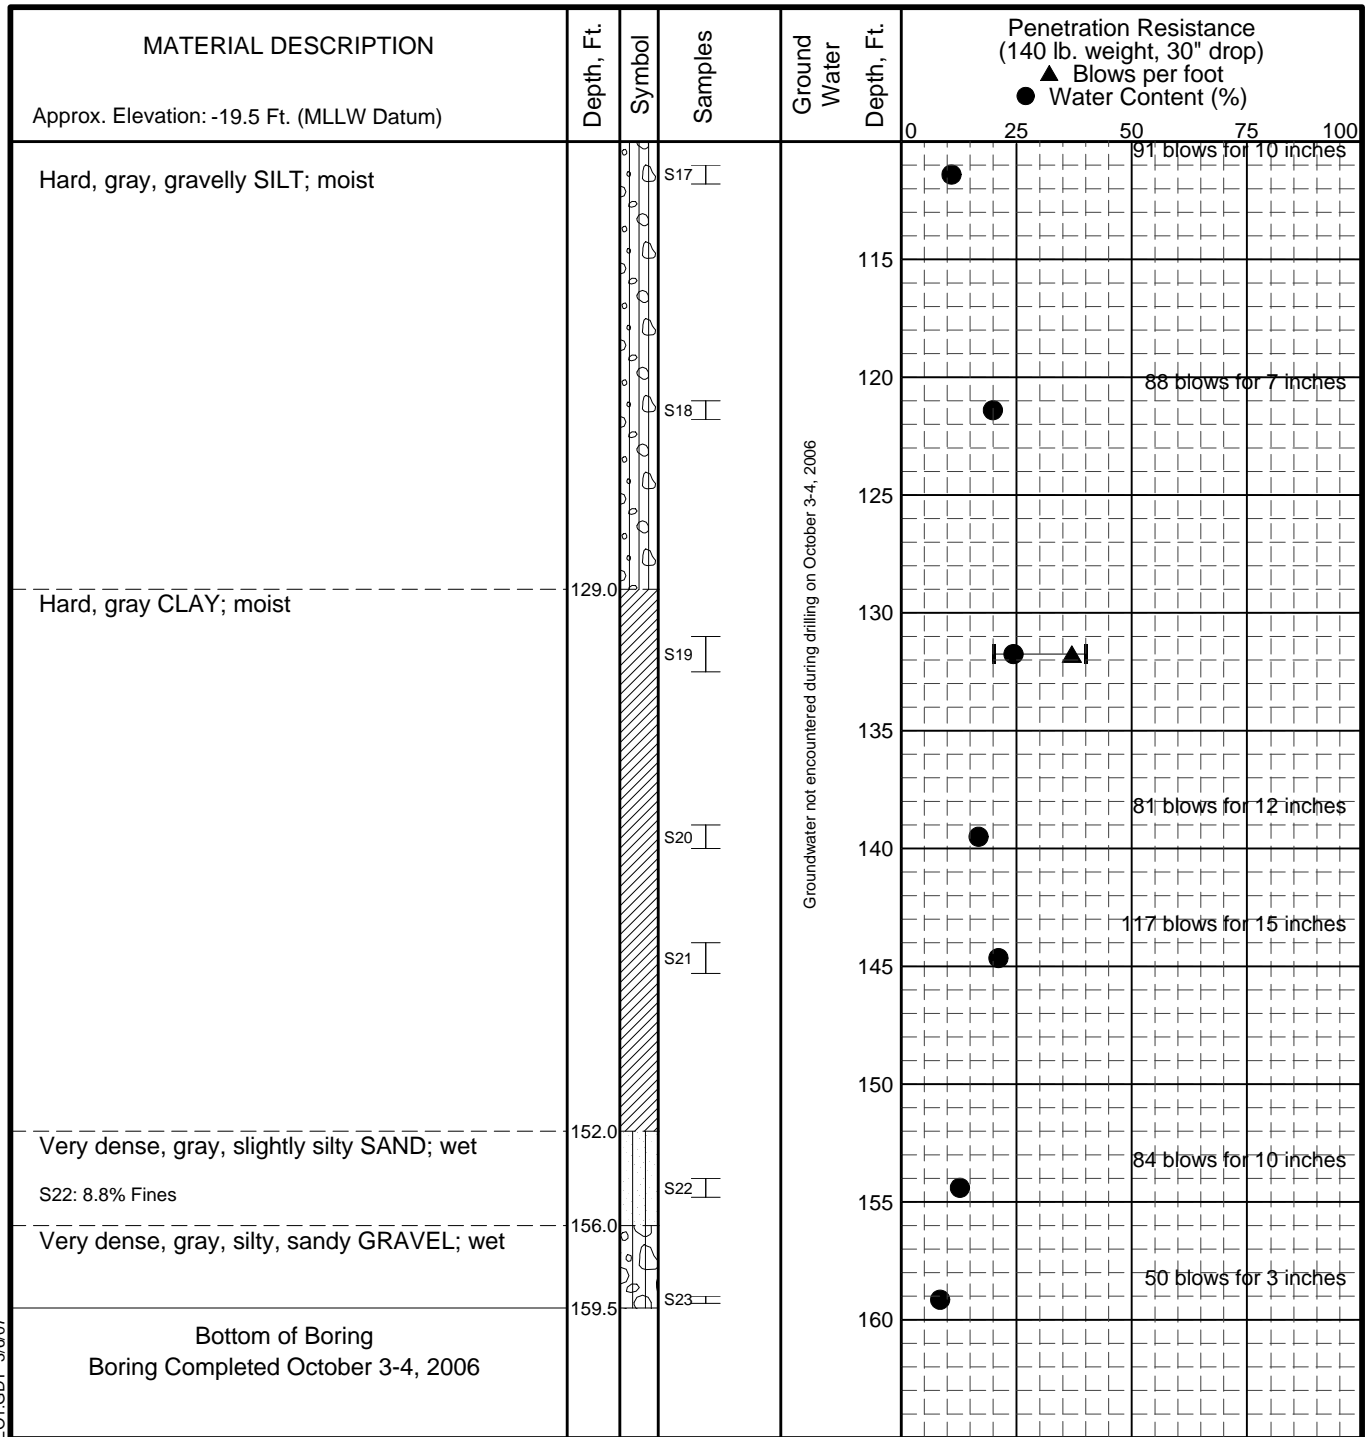 MATERIAL DESCRIPTION
Approx. Elevation: -19.5 Ft. (MLLW Datum)
Depth, Ft.
Symbol
Samples
Ground
Water
Depth, Ft.
Penetration Resistance
(140 lb. weight, 30" drop)
▲ Blows per foot
● Water Content (%)
0 25 50 75 100
91 blows for 10 inches
Hard, gray, gravelly SILT; moist
S17
115
120
88 blows for 7 inches
S18
125
Groundwater not encountered during drilling on October 3-4, 2006
129.0
Hard, gray CLAY; moist
130
S19
135
81 blows for 12 inches
S20
140
117 blows for 15 inches
S21
145
150
152.0
Very dense, gray, slightly silty SAND; wet
84 blows for 10 inches
S22: 8.8% Fines
S22
155
156.0
Very dense, gray, silty, sandy GRAVEL; wet
50 blows for 3 inches
S23
159.5
160
Bottom of Boring
Boring Completed October 3-4, 2006